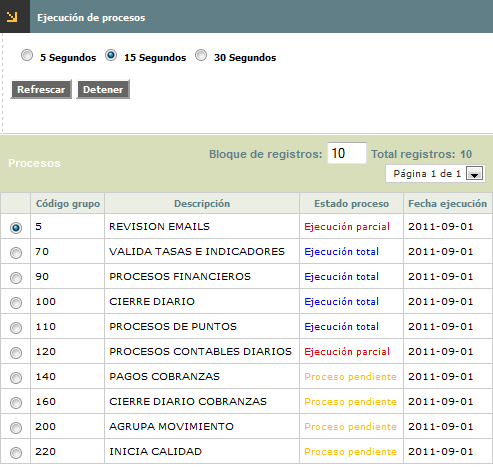 Ejecución de procesos
5 Segundos 15 Segundos 30 Segundos
Refrescar Detener
Bloque de registros: 10 Total registros: 10
Procesos
Página 1 de 1
Código grupo Descripción Estado proceso Fecha ejecución
5 REVISION EMAILS Ejecución parcial 2011-09-01
70 VALIDA TASAS E INDICADORES Ejecución total 2011-09-01
90 PROCESOS FINANCIEROS Ejecución total 2011-09-01
100 CIERRE DIARIO Ejecución total 2011-09-01
110 PROCESOS DE PUNTOS Ejecución total 2011-09-01
120 PROCESOS CONTABLES DIARIOS Ejecución parcial 2011-09-01
140 PAGOS COBRANZAS Proceso pendiente 2011-09-01
160 CIERRE DIARIO COBRANZAS Proceso pendiente 2011-09-01
200 AGRUPA MOVIMIENTO Proceso pendiente 2011-09-01
220 INICIA CALIDAD Proceso pendiente 2011-09-01